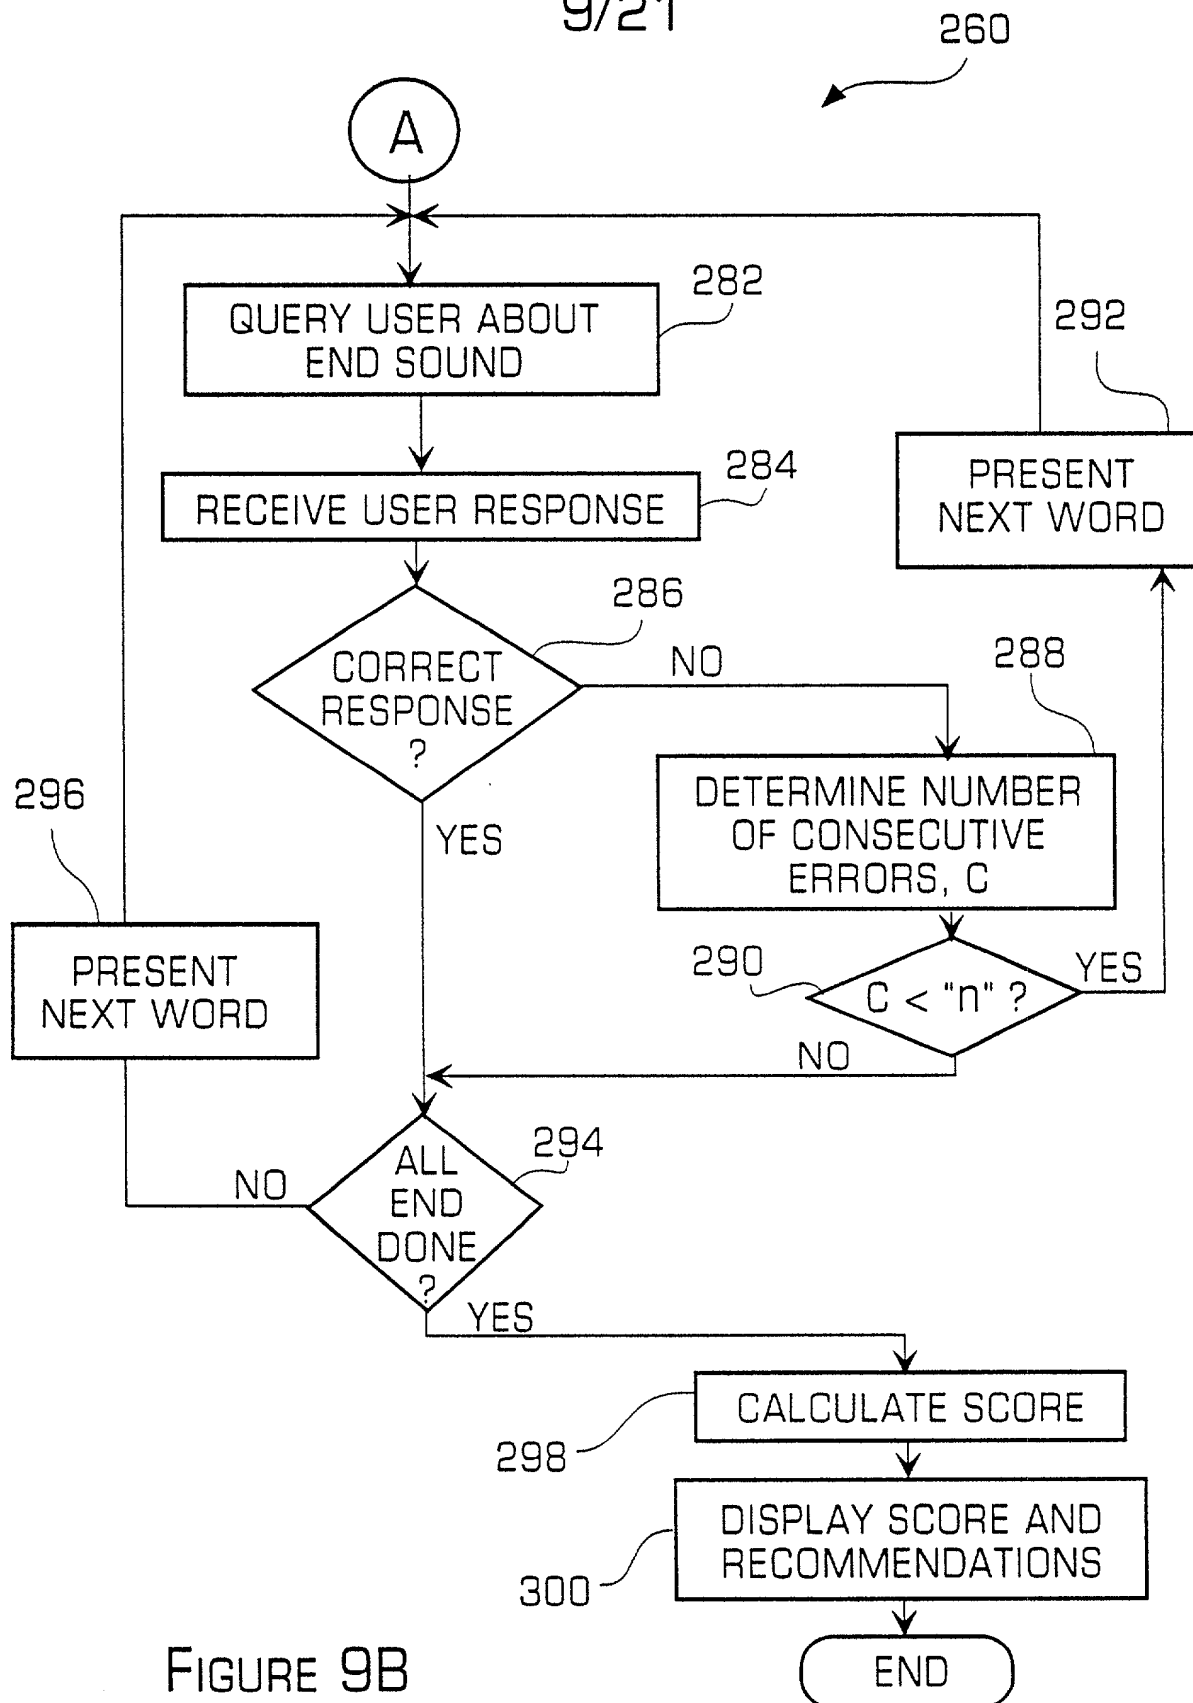 9/21
260
A
282
QUERY USER ABOUT
END SOUND
292
284
RECEIVE USER RESPONSE
PRESENT
NEXT WORD
286
CORRECT
RESPONSE
?
NO
288
YES
DETERMINE NUMBER
OF CONSECUTIVE
ERRORS, C
296
PRESENT
NEXT WORD
290
C < "n" ?
YES
NO
294
ALL
END
DONE
?
NO
YES
298
CALCULATE SCORE
300
DISPLAY SCORE AND
RECOMMENDATIONS
END
FIGURE 9B